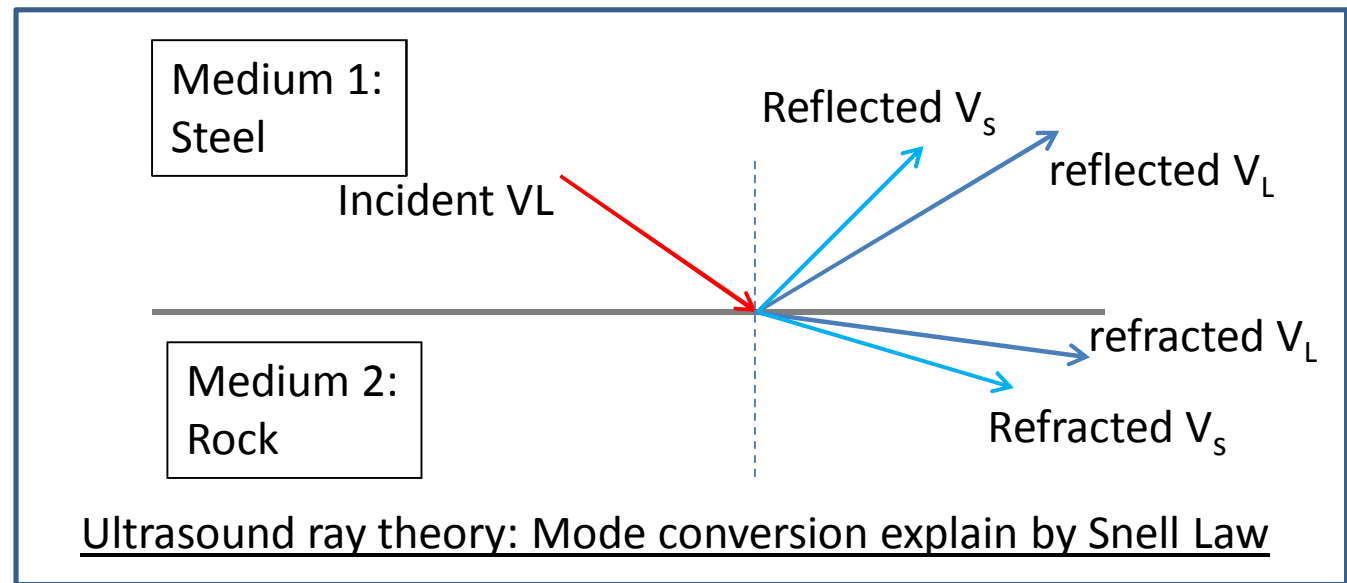 Medium 1:
Steel
Reflected Vs
reflected VL
Incident VL
refracted VL
Medium 2:
Rock
Refracted Vs
Ultrasound ray theory: Mode conversion explain by Snell Law